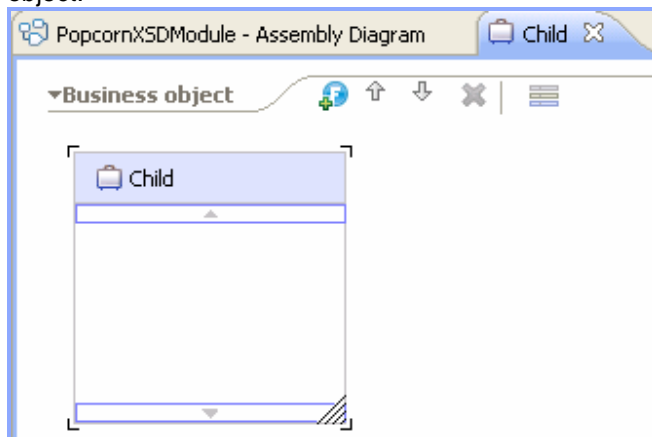 object.
PopcornXSDModule - Assembly Diagram Child
Business object
Child